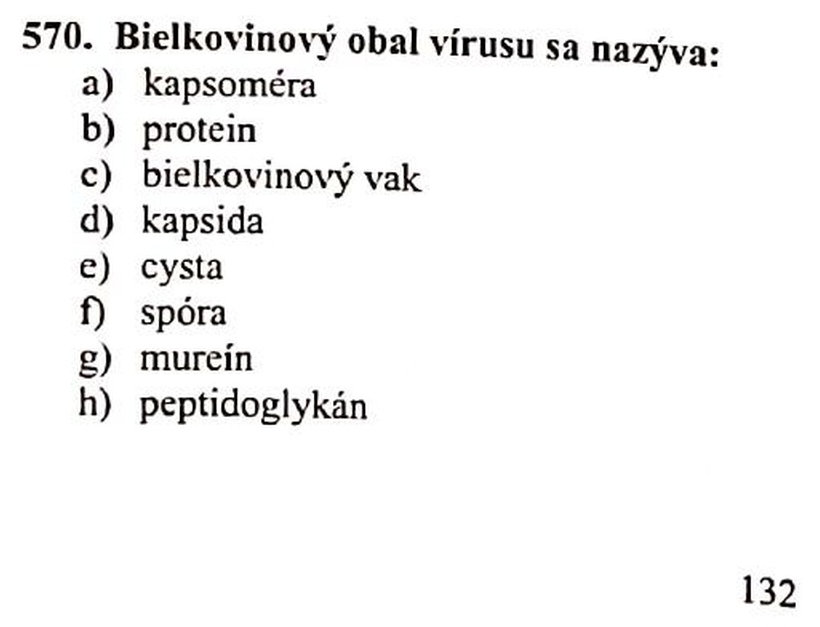 570. Bielkovinový obal vírusu sa nazýva:
a) kapsoméra
b) protein
c) bielkovinový vak
d) kapsida
e) cysta
f) spóra
g) mureín
h) peptidoglykán
132